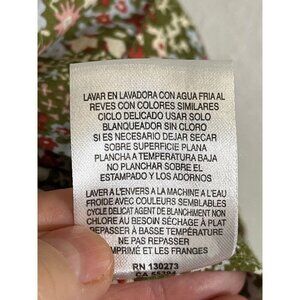 LAVAR EN LAVADORA CON AGUA FRIA AL
REVES CON COLORES SIMILARES
CICLO DELICADO USAR SOLO
BLANQUEADOR SIN CLORO
SI ES NECESARIO DEJAR SECAR
SOBRE SUPERFICIE PLANA
PLANCHA A TEMPERATURA BAJA
NO PLANCHAR SOBRE EL
ESTAMPADO Y LOS ADORNOS
LAVER A L'ENVERS A LA MACHINE A L'EAU
FROIDE AVEC COULEURS SEMBLABLES
CYCLE DELICAT AGENT DE BLANCHIMENT NON
CHLORE AU BESOIN SÉCHAGE À PLAT
REPASSER À BASSE TEMPÉRATURE
NE PAS REPASSER
IMPRIMÉ ET LES FRANGES
RN 130273
CA